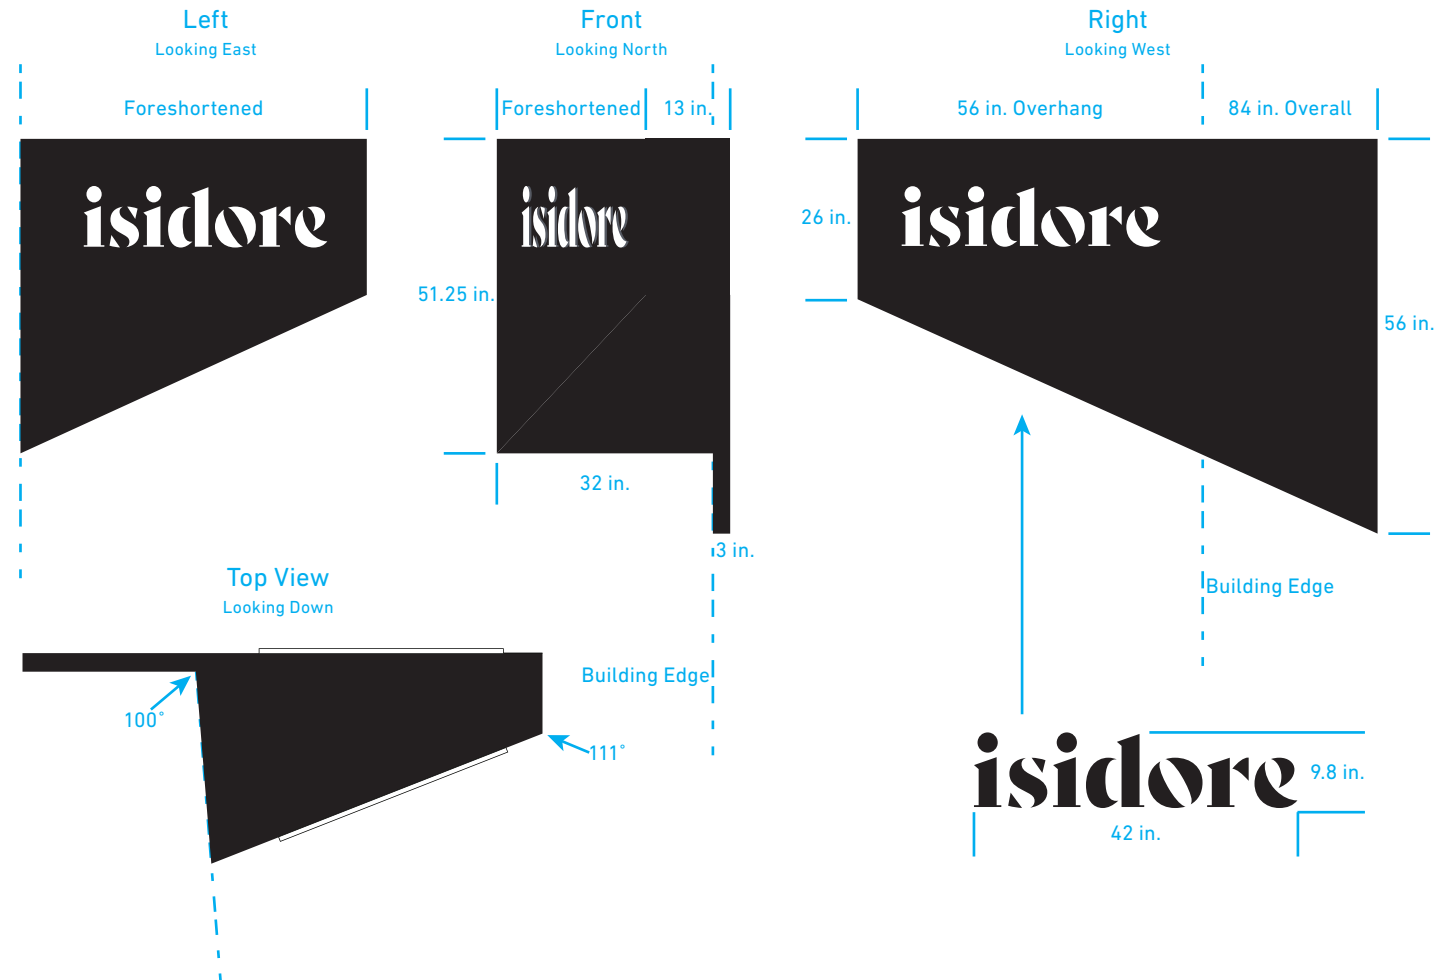 Left
Looking East
Foreshortened
isidore
Front
Looking North
Foreshortened
13 in.
isidore
51.25 in.
32 in.
3 in.
Building Edge
Right
Looking West
56 in. Overhang
84 in. Overall
26 in.
isidore
56 in.
Building Edge
Top View
Looking Down
100°
111°
isidore
9.8 in.
42 in.